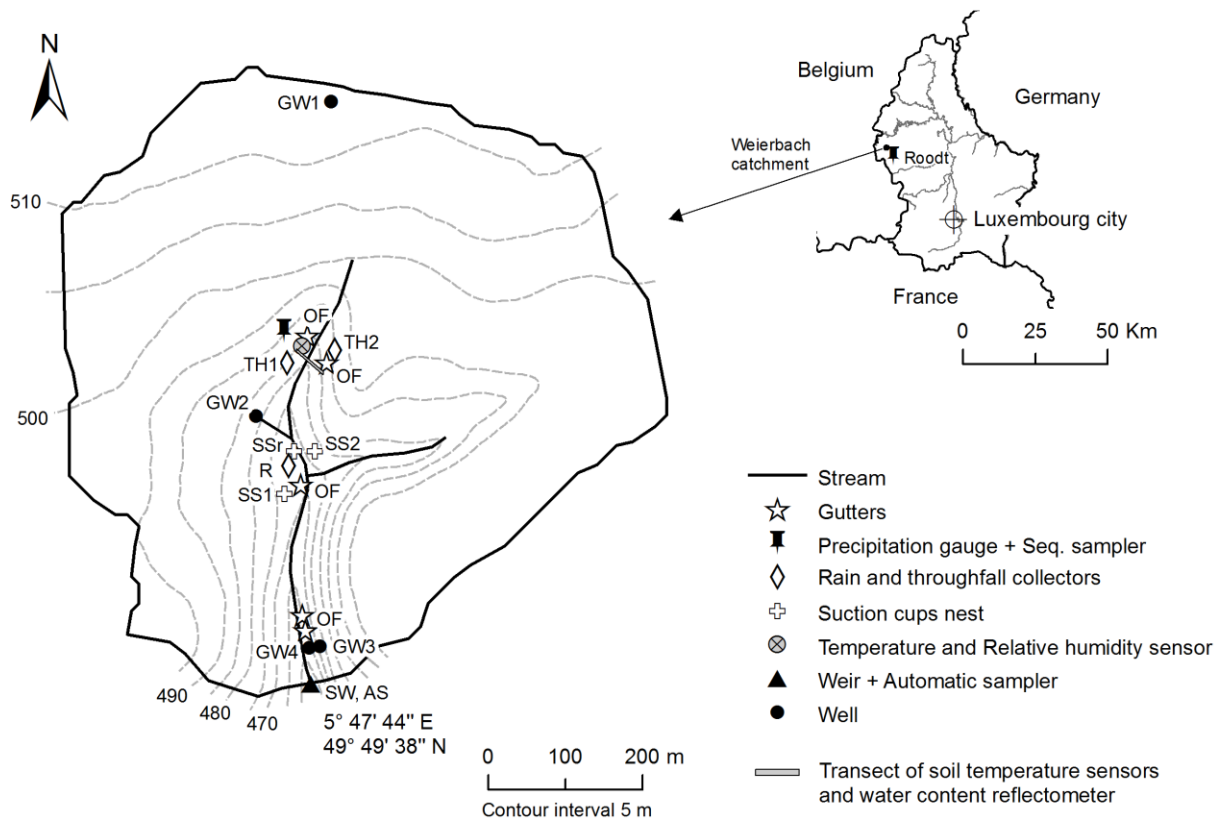 N
GW1
510
OF
TH2
TH1
OF
GW2
500
SSr
SS2
R
SS1
OF
OF
GW4
GW3
490
480
470
SW, AS
5° 47' 44" E
49° 49' 38" N
0 100 200 m
Contour interval 5 m
Belgium
Germany
Weierbach
catchment
Roodt
Luxembourg city
France
0 25 50 Km
Stream
Gutters
Precipitation gauge + Seq. sampler
Rain and throughfall collectors
Suction cups nest
Temperature and Relative humidity sensor
Weir + Automatic sampler
Well
Transect of soil temperature sensors
and water content reflectometer